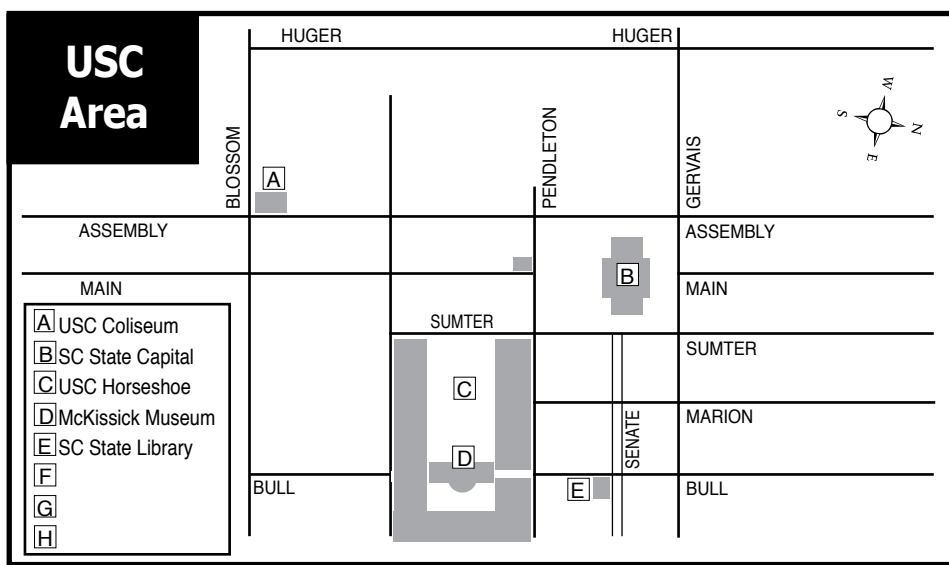 USC
Area
HUGER
HUGER
BLOSSOM
PENDLETON
GERVAIS
W
N
S
E
A
ASSEMBLY
ASSEMBLY
B
MAIN
MAIN
SUMTER
SUMTER
C
MARION
SENATE
D
BULL
E
BULL
A USC Coliseum
B SC State Capital
C USC Horseshoe
D McKissick Museum
E SC State Library
F
G
H